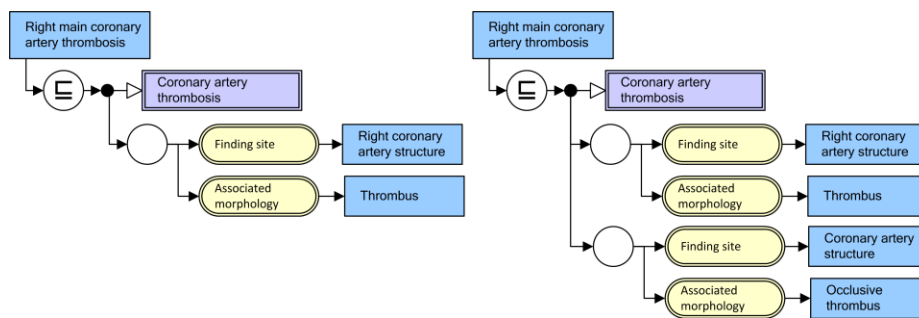 Right main coronary
artery thrombosis
⊑
Coronary artery
thrombosis
Finding site
Right coronary
artery structure
Associated
morphology
Thrombus
Right main coronary
artery thrombosis
⊑
Coronary artery
thrombosis
Finding site
Right coronary
artery structure
Associated
morphology
Thrombus
Finding site
Coronary artery
structure
Associated
morphology
Occlusive
thrombus